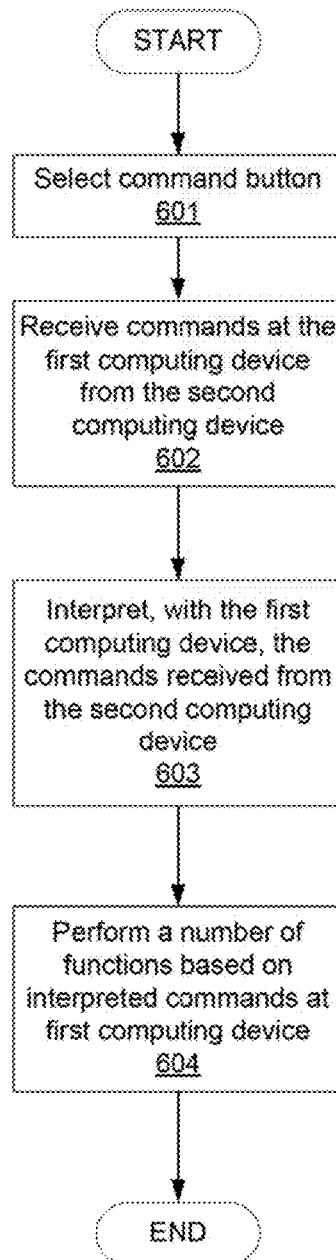 START
Select command button
601
Receive commands at the
first computing device
from the second
computing device
602
Interpret, with the first
computing device, the
commands received from
the second computing
device
603
Perform a number of
functions based on
interpreted commands at
first computing device
604
END